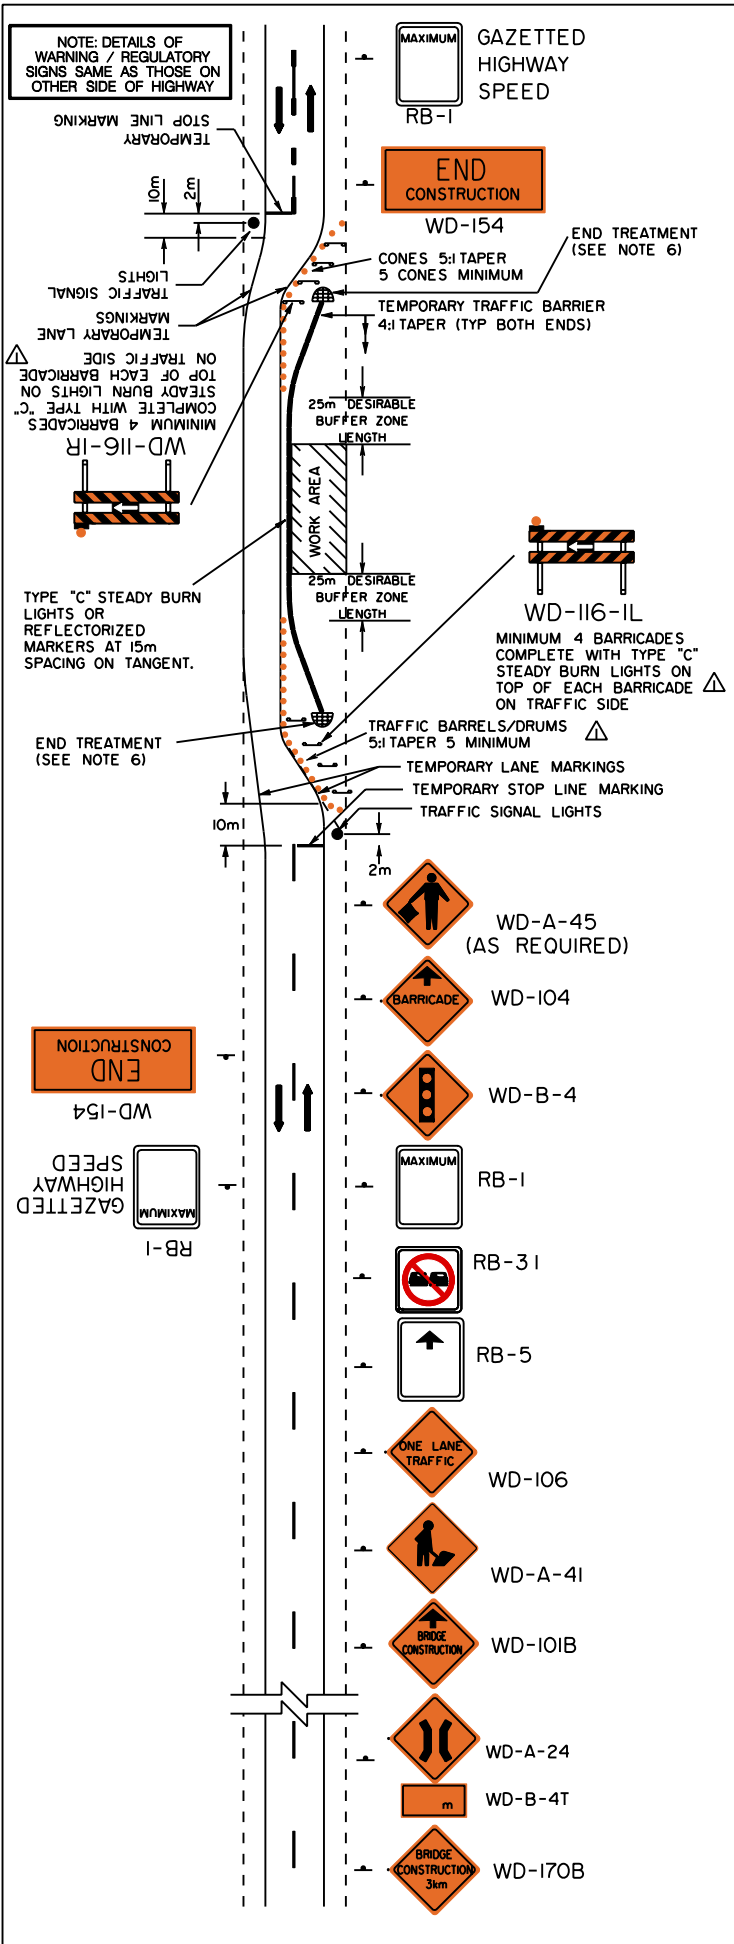 NOTE: DETAILS OF
WARNING / REGULATORY
SIGNS SAME AS THOSE ON
OTHER SIDE OF HIGHWAY
MAXIMUM
GAZETTED
HIGHWAY
SPEED
RB-1
TEMPORARY
STOP LINE MARKING
END
CONSTRUCTION
WD-154
10m
2m
END TREATMENT
(SEE NOTE 6)
CONES 5:1 TAPER
5 CONES MINIMUM
TRAFFIC SIGNAL
LIGHTS
TEMPORARY TRAFFIC BARRIER
4:1 TAPER (TYP BOTH ENDS)
TEMPORARY LANE
MARKINGS
WD-116-1R
MINIMUM 4 BARRICADES
COMPLETE WITH TYPE "C"
STEADY BURN LIGHTS ON
TOP OF EACH BARRICADE
ON TRAFFIC SIDE
1
25m DESIRABLE
BUFFER ZONE
LENGTH
WORK AREA
25m DESIRABLE
BUFFER ZONE
LENGTH
TYPE "C" STEADY BURN
LIGHTS OR
REFLECTORIZED
MARKERS AT 15m
SPACING ON TANGENT.
WD-116-1L
MINIMUM 4 BARRICADES
COMPLETE WITH TYPE "C"
STEADY BURN LIGHTS ON
TOP OF EACH BARRICADE
ON TRAFFIC SIDE
1
TRAFFIC BARRELS/DRUMS
5:1 TAPER 5 MINIMUM
1
END TREATMENT
(SEE NOTE 6)
TEMPORARY LANE MARKINGS
TEMPORARY STOP LINE MARKING
TRAFFIC SIGNAL LIGHTS
10m
2m
WD-A-45
(AS REQUIRED)
BARRICADE
WD-104
END
CONSTRUCTION
WD-154
WD-B-4
MAXIMUM
RB-1
GAZETTED
HIGHWAY
SPEED
MAXIMUM
RB-1
RB-31
RB-5
ONE LANE
TRAFFIC
WD-106
WD-A-41
BRIDGE
CONSTRUCTION
WD-101B
WD-A-24
m
WD-B-4T
BRIDGE
CONSTRUCTION
3km
WD-170B